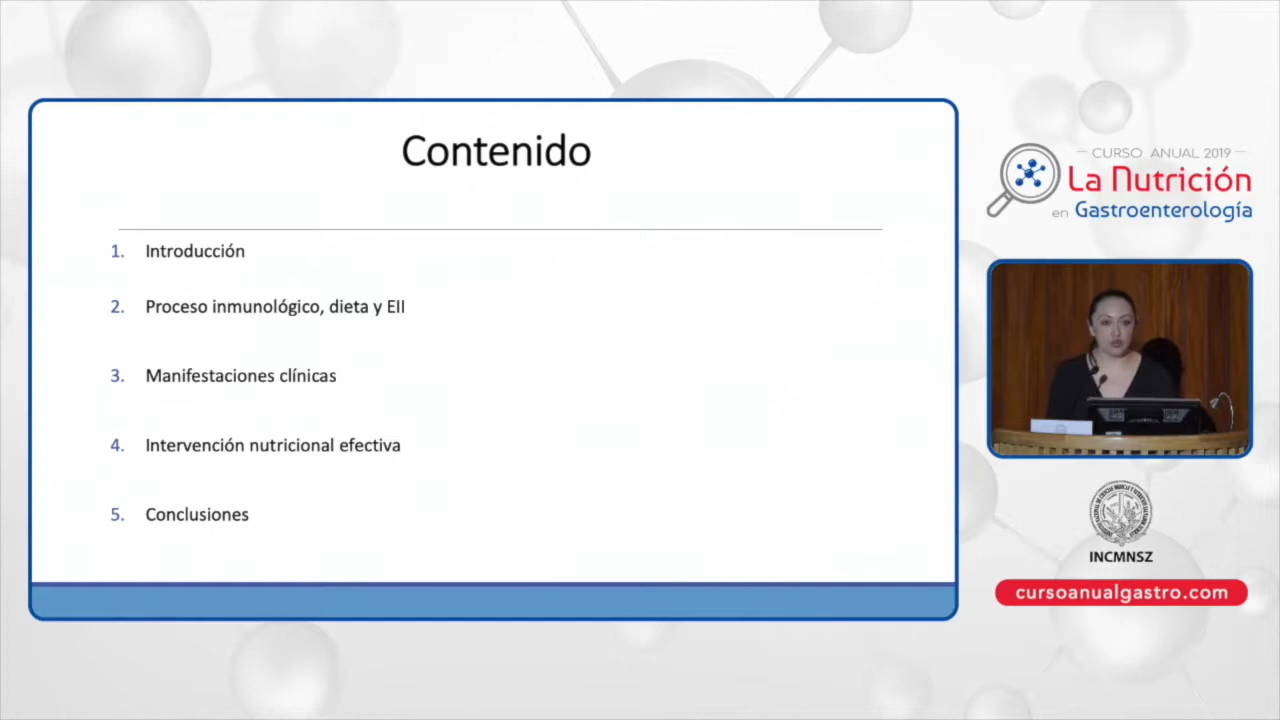 Contenido
1. Introducción
2. Proceso inmunológico, dieta y EII
3. Manifestaciones clínicas
4. Intervención nutricional efectiva
5. Conclusiones
CURSO ANUAL 2019
La Nutrición
en Gastroenterología
INCMNSZ
cursoanualgastro.com